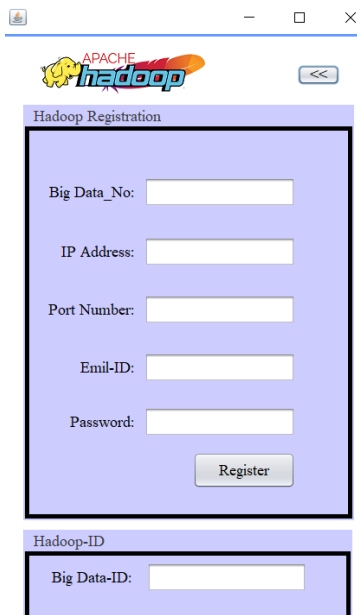 APACHE
hadoop
<<
Hadoop Registration
Big Data_No:
IP Address:
Port Number:
Emil-ID:
Password:
Register
Hadoop-ID
Big Data-ID: